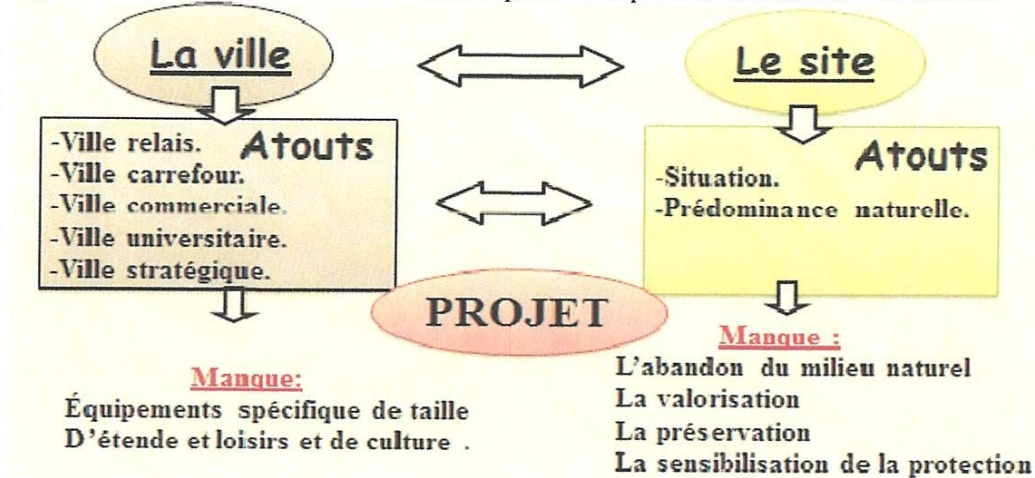 La ville
Le site
Atouts
-Ville relais.
-Ville carrefour.
-Ville commerciale.
-Ville universitaire.
-Ville stratégique.
Atouts
-Situation.
-Prédominance naturelle.
PROJET
Manque:
Équipements spécifique de taille
D'étende et loisirs et de culture .
Manque :
L'abandon du milieu naturel
La valorisation
La préservation
La sensibilisation de la protection